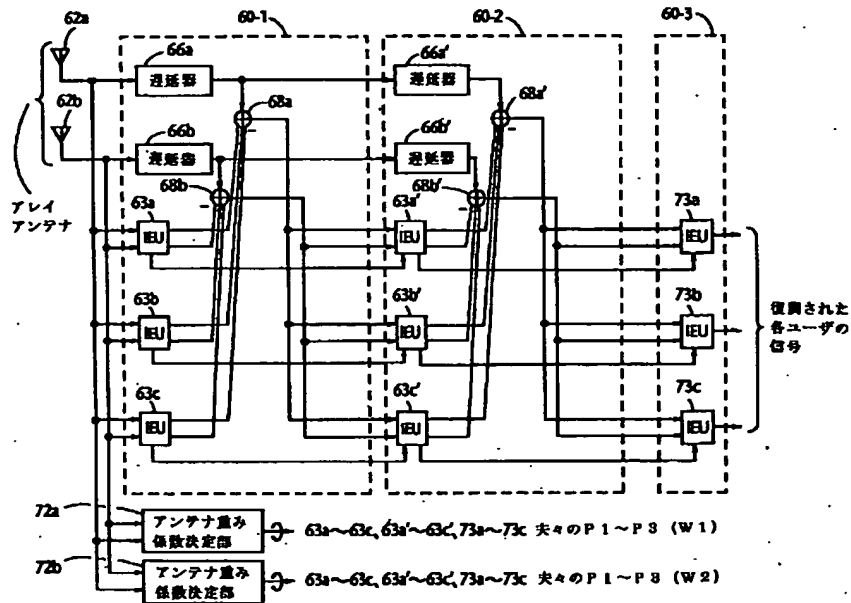 60-1
60-2
60-3
62a
66a
66a'
遅延器
遅延器
68a
68a'
62b
66b
66b'
遅延器
遅延器
68b
68b'
アレイ
アンテナ
63a
63a'
73a
IEU
IEU
IEU
63b
63b'
73b
IEU
IEU
IEU
復調された
各ユーザの
信号
63c
63c'
73c
IEU
IEU
IEU
72a
アンテナ重み
係数決定部
63a～63c、63a'～63c'、73a～73c 夫々のP1～P3 (W1)
72b
アンテナ重み
係数決定部
63a～63c、63a'～63c'、73a～73c 夫々のP1～P3 (W2)